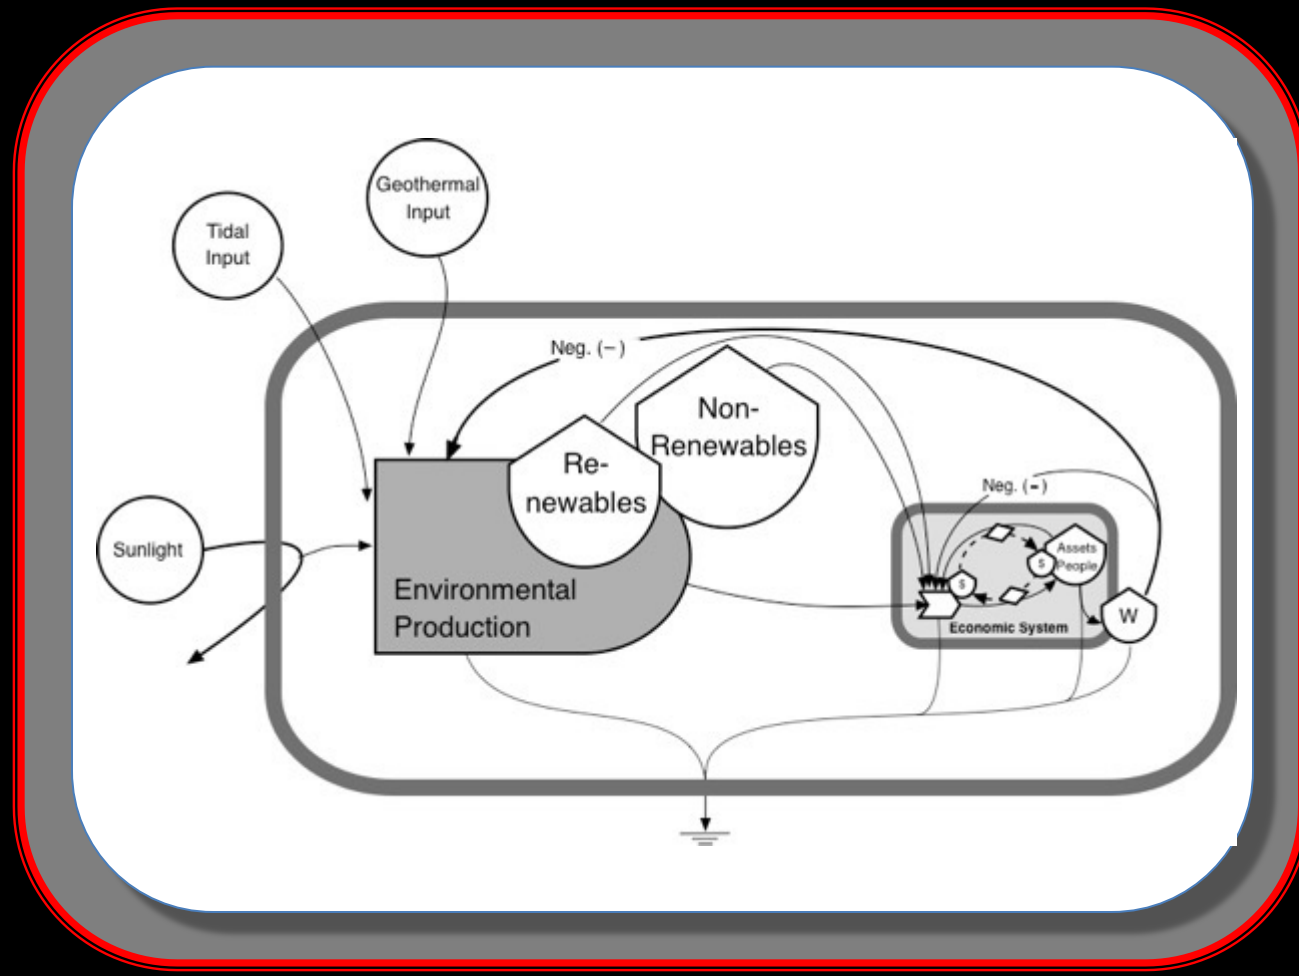 Geothermal
Input
Tidal
Input
Neg. (–)
Non-
Renewables
Re-
newables
Neg. (-)
Sunlight
Assets
People
$
$
Environmental
Production
W
Economic System